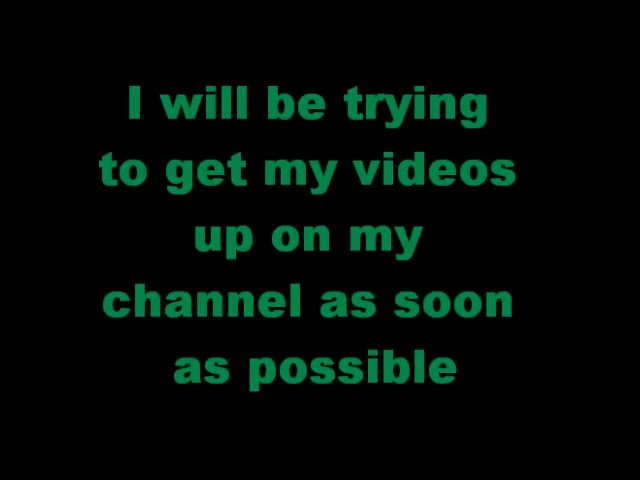 I will be trying
to get my videos
up on my
channel as soon
as possible